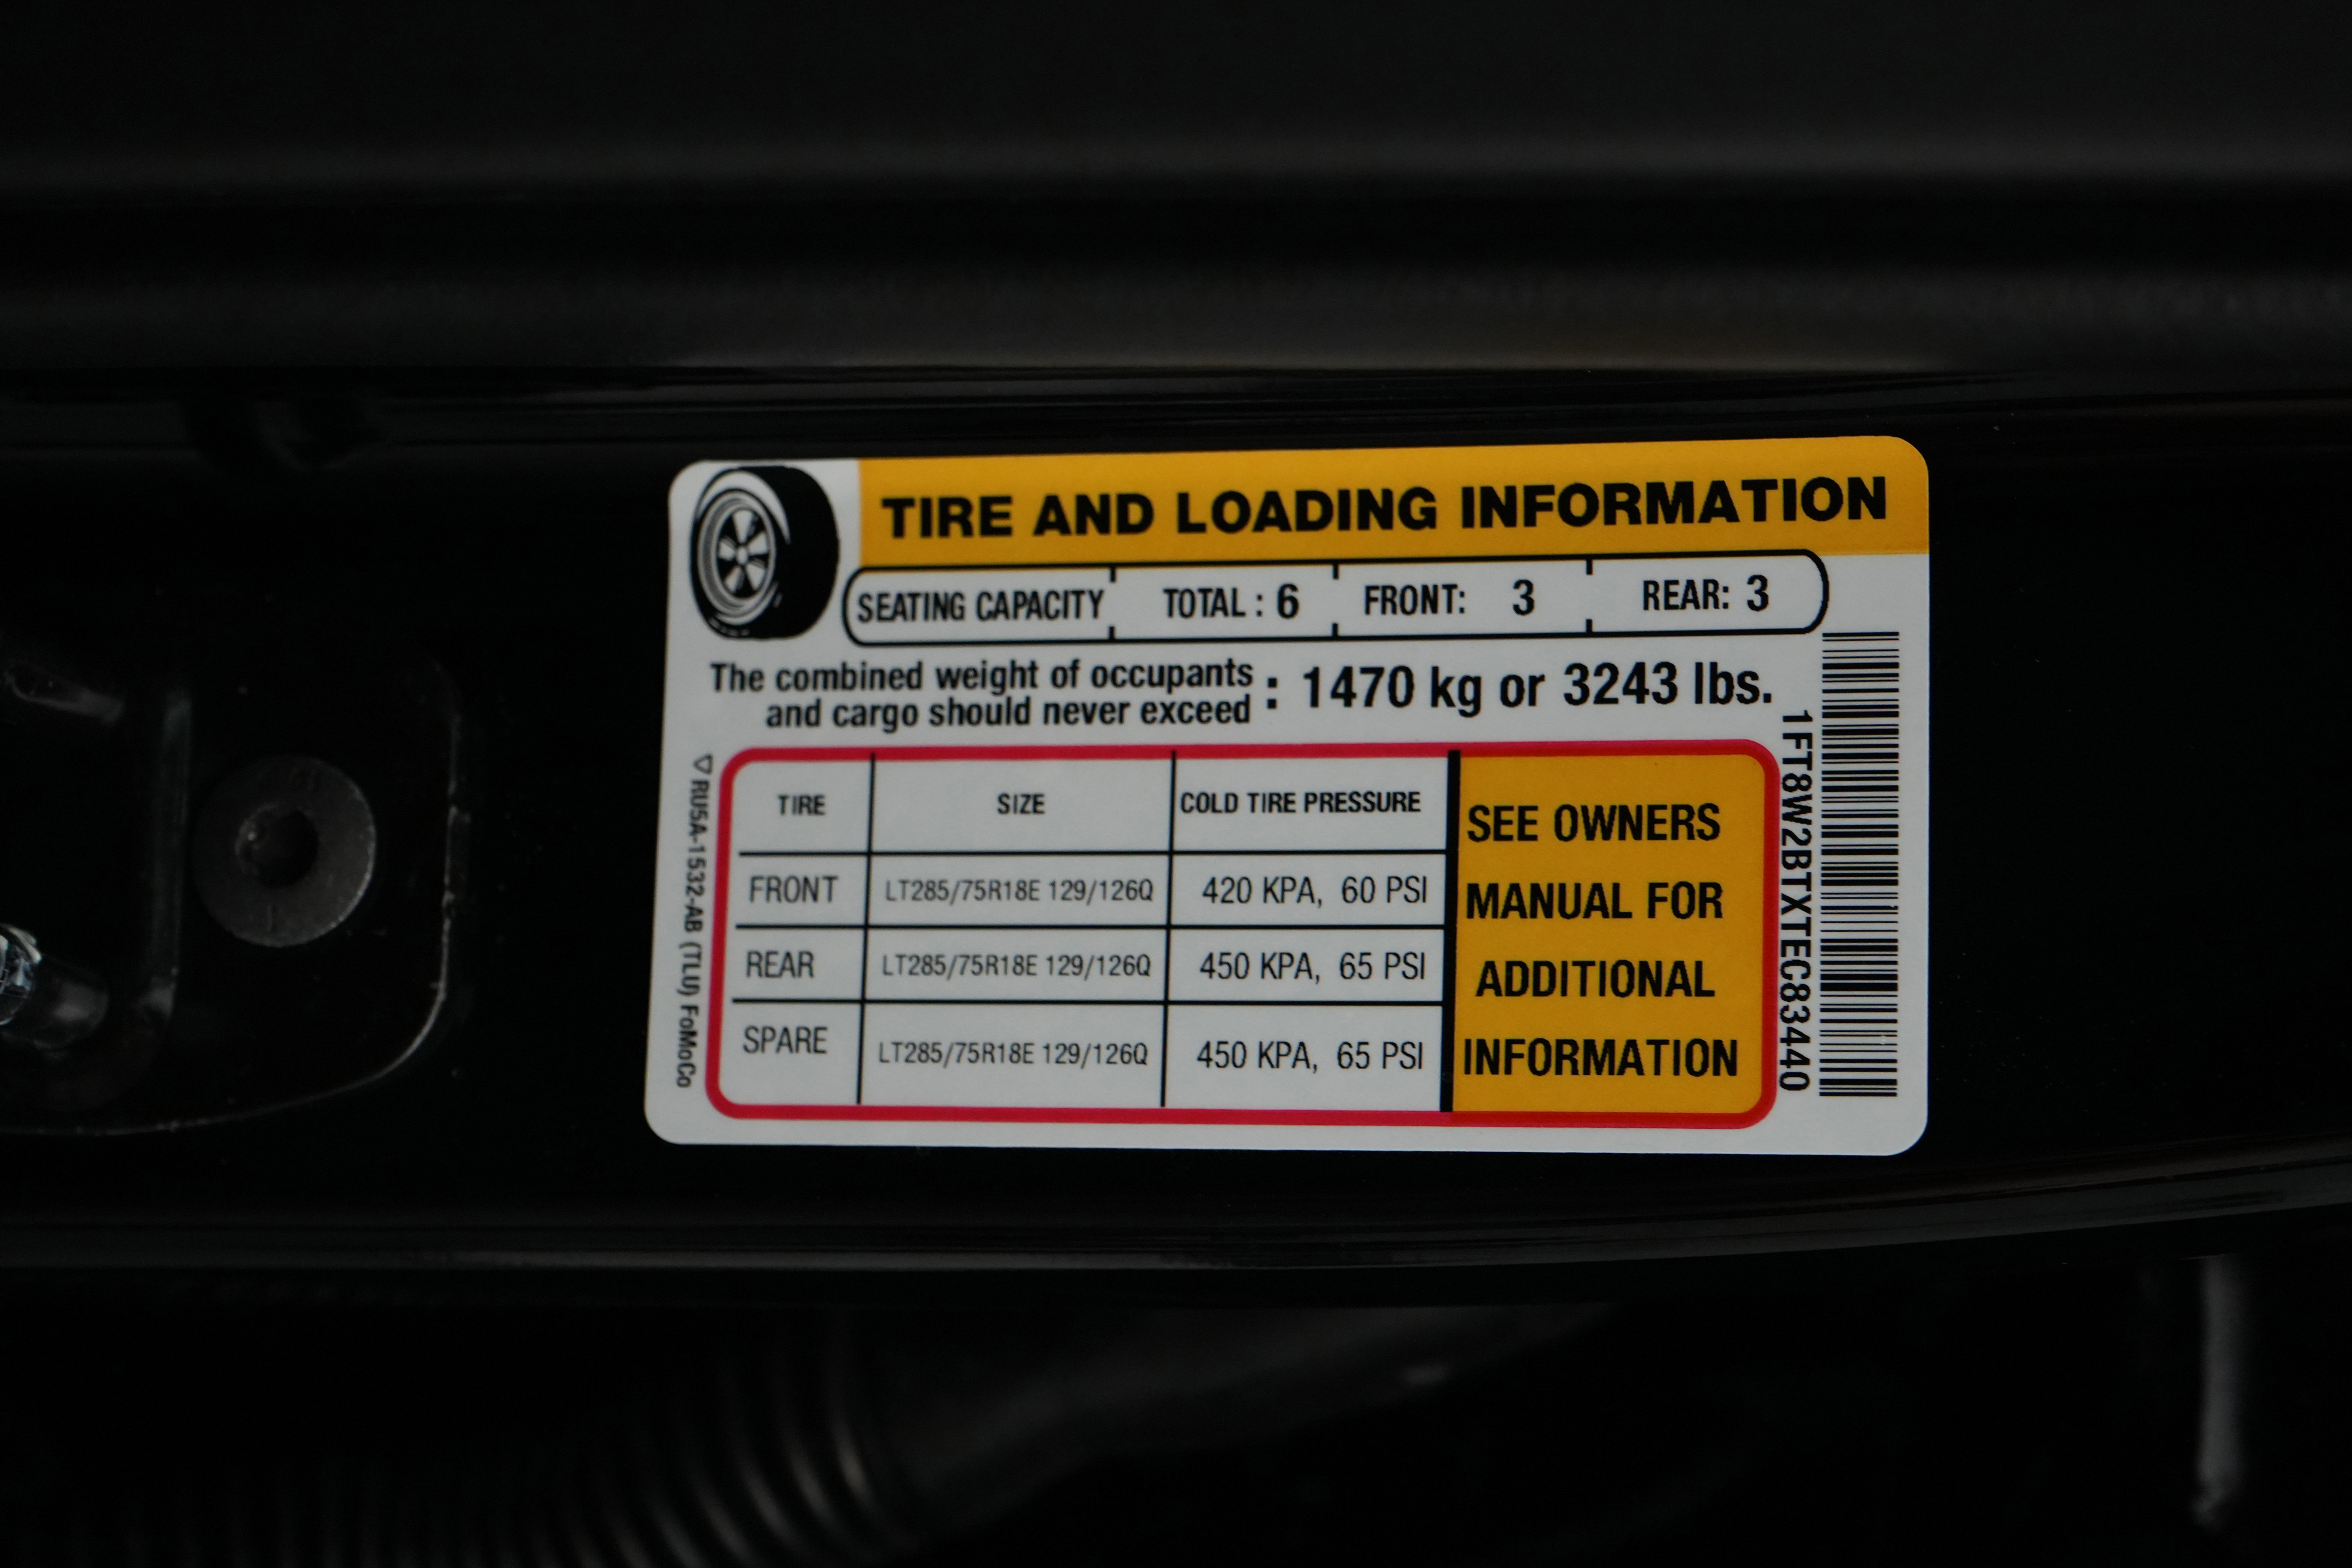 TIRE AND LOADING INFORMATION
SEATING CAPACITY TOTAL : 6 FRONT: 3 REAR: 3
The combined weight of occupants
and cargo should never exceed : 1470 kg or 3243 lbs.
TIRE SIZE COLD TIRE PRESSURE
FRONT LT285/75R18E 129/126Q 420 KPA, 60 PSI
REAR LT285/75R18E 129/126Q 450 KPA, 65 PSI
SPARE LT285/75R18E 129/126Q 450 KPA, 65 PSI
SEE OWNERS
MANUAL FOR
ADDITIONAL
INFORMATION
1FT8W2BTXTEC83440
RU5A-1532-AB (TLU) FoMoCo